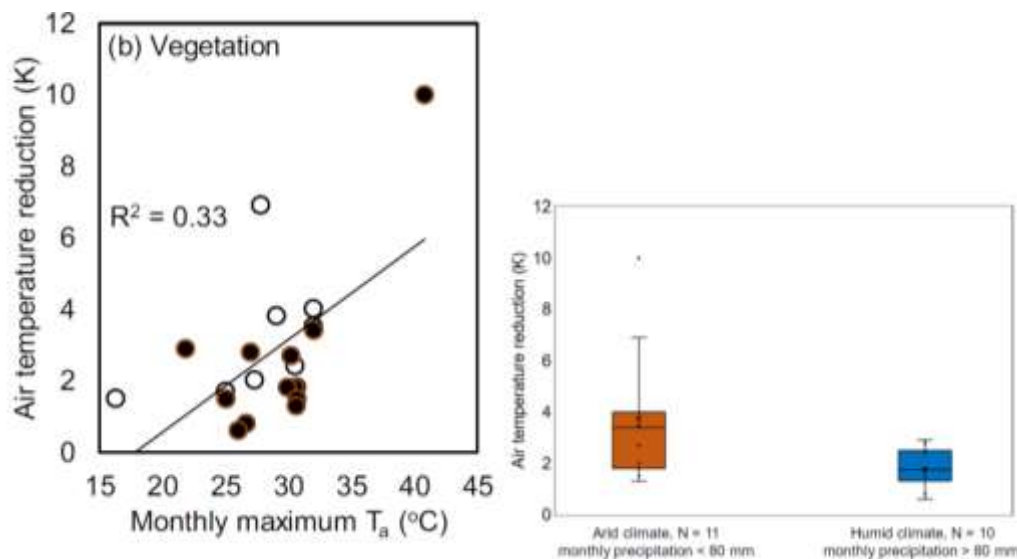 (b) Vegetation
Air temperature reduction (K)
12
10
8
6
4
2
0
R² = 0.33
15 20 25 30 35 40 45
Monthly maximum Tₐ (°C)
Air temperature reduction (K)
12
10
8
6
4
2
0
Arid climate, N = 11
monthly precipitation < 80 mm
Humid climate, N = 10
monthly precipitation > 80 mm